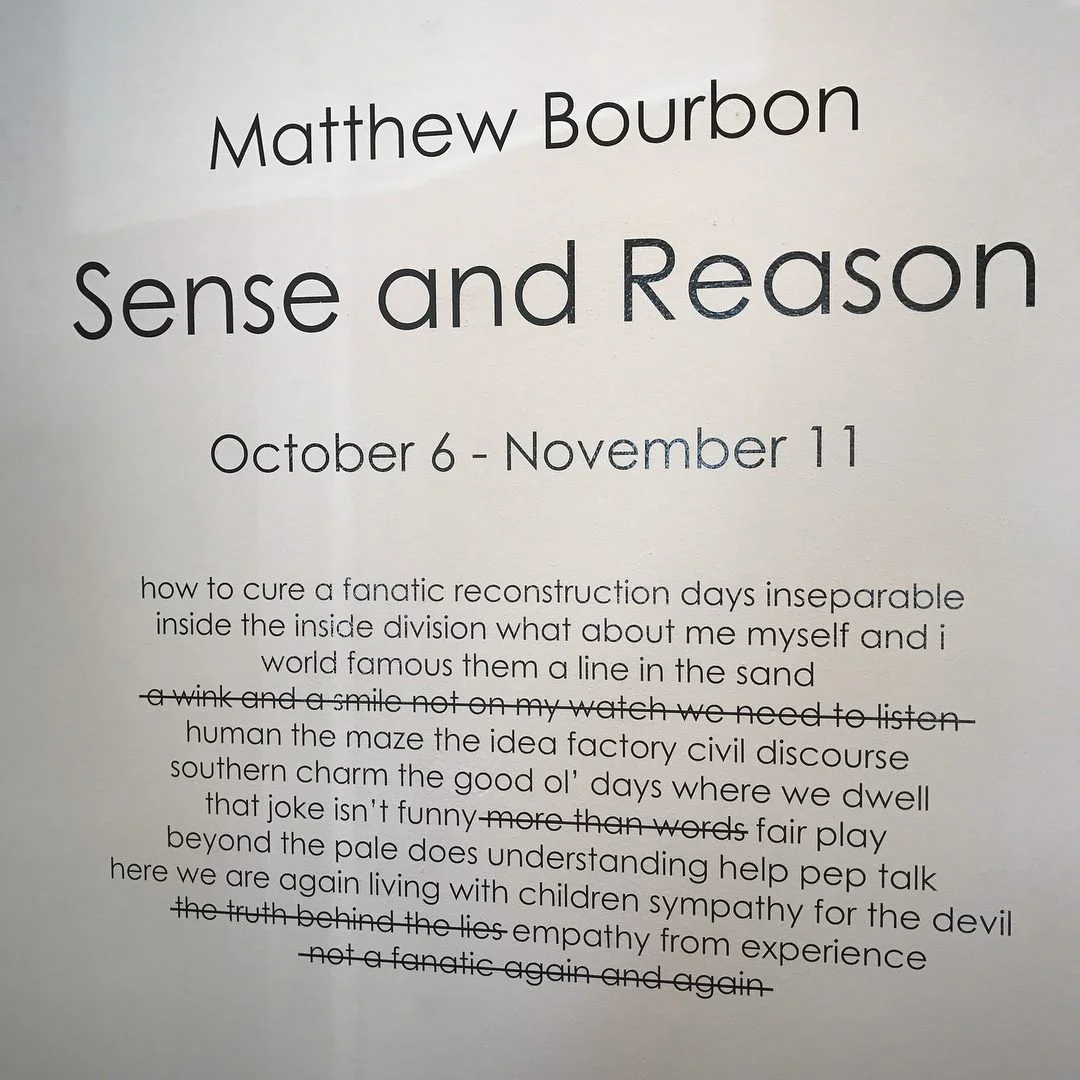 Matthew Bourbon
Sense and Reason
October 6 - November 11
how to cure a fanatic reconstruction days inseparable
inside the inside division what about me myself and i
world famous them a line in the sand
a wink and a smile not on my watch we need to listen
human the maze the idea factory civil discourse
southern charm the good ol’ days where we dwell
that joke isn't funny more than words fair play
beyond the pale does understanding help pep talk
here we are again living with children sympathy for the devil
the truth behind the lies empathy from experience
not a fanatic again and again